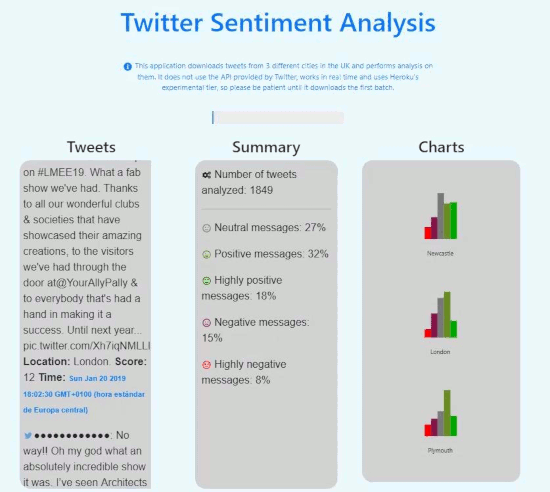 Twitter Sentiment Analysis
This application downloads tweets from 3 different cities in the UK and performs analysis on
them. It does not use the API provided by Twitter, works in real time and uses Heroku's
experimental tier, so please be patient until it downloads the first batch.
Tweets
on #LMEE19. What a fab
show we've had. Thanks
to all our wonderful clubs
& societies that have
showcased their amazing
creations, to the visitors
we've had through the
door at@YourAllyPally &
to everybody that's had a
hand in making it a
success. Until next year...
pic.twitter.com/Xh7iqNMLLI
Location: London. Score:
12 Time: Sun Jan 20 2019
18:02:38 GMT+0100 (hora estándar
de Europa central)
●●●●●●●●●●●●: No
way!! Oh my god what an
absolutely incredible show
it was. I've seen Architects
Summary
Number of tweets
analyzed: 1849
Neutral messages: 27%
Positive messages: 32%
Highly positive
messages: 18%
Negative messages:
15%
Highly negative
messages: 8%
Charts
Newcastle
London
Plymouth